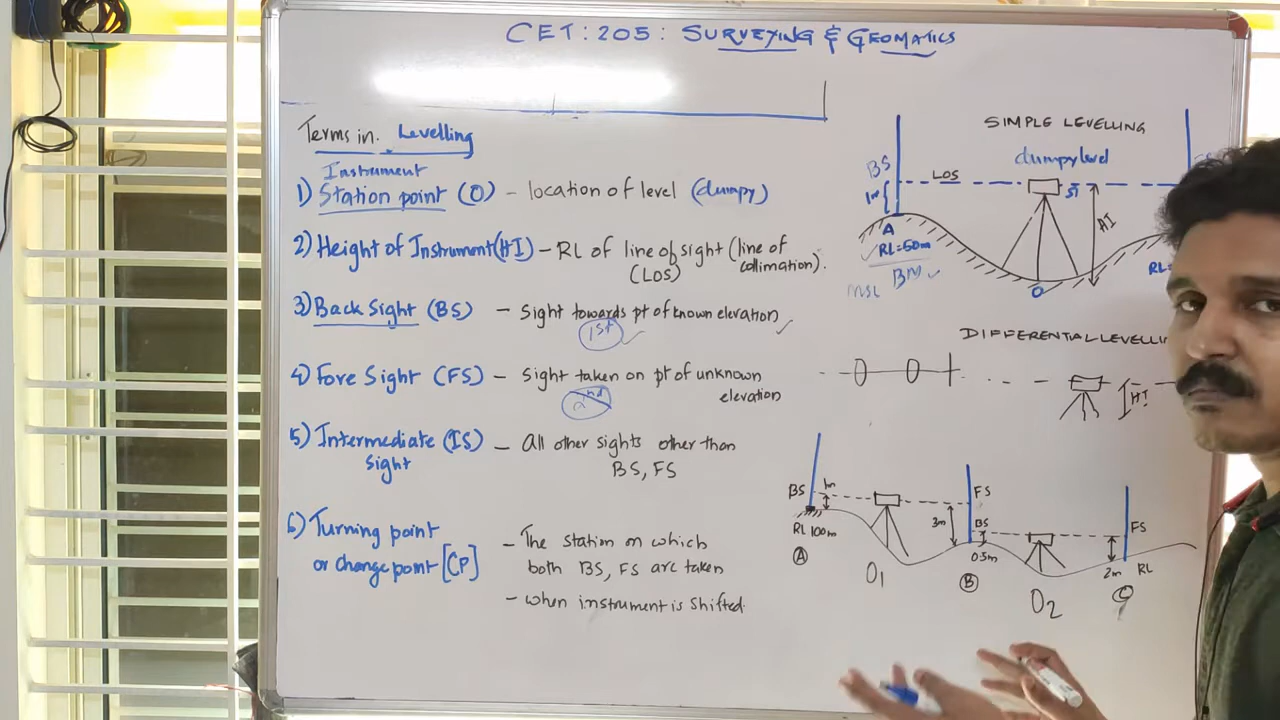 CET: 205: SURVEYING & GEOMATICS
Terms in. Levelling
Instrument
1) Station point (O) - location of level (dumpy)
2) Height of Instrument (HI) - RL of line of sight (line of
(LOS) collimation).
3) Back Sight (BS) - Sight towards pt of known elevation
1st
4) Fore Sight (FS) - Sight taken on pt of unknown
2nd elevation
5) Intermediate (IS) - All other sights other than
Sight BS, FS
6) Turning point - The station on which
or change point [CP] both BS, FS are taken
- when instrument is shifted
SIMPLE LEVELLING
dumpy level
BS
1m
LOS
HI
A
RL=50m
BM
MSL
O
RL=
DIFFERENTIAL LEVELLI
HI
BS
1m
RL 100m
A
O1
FS
3m
BS
0.5m
B
O2
FS
2m
RL
C